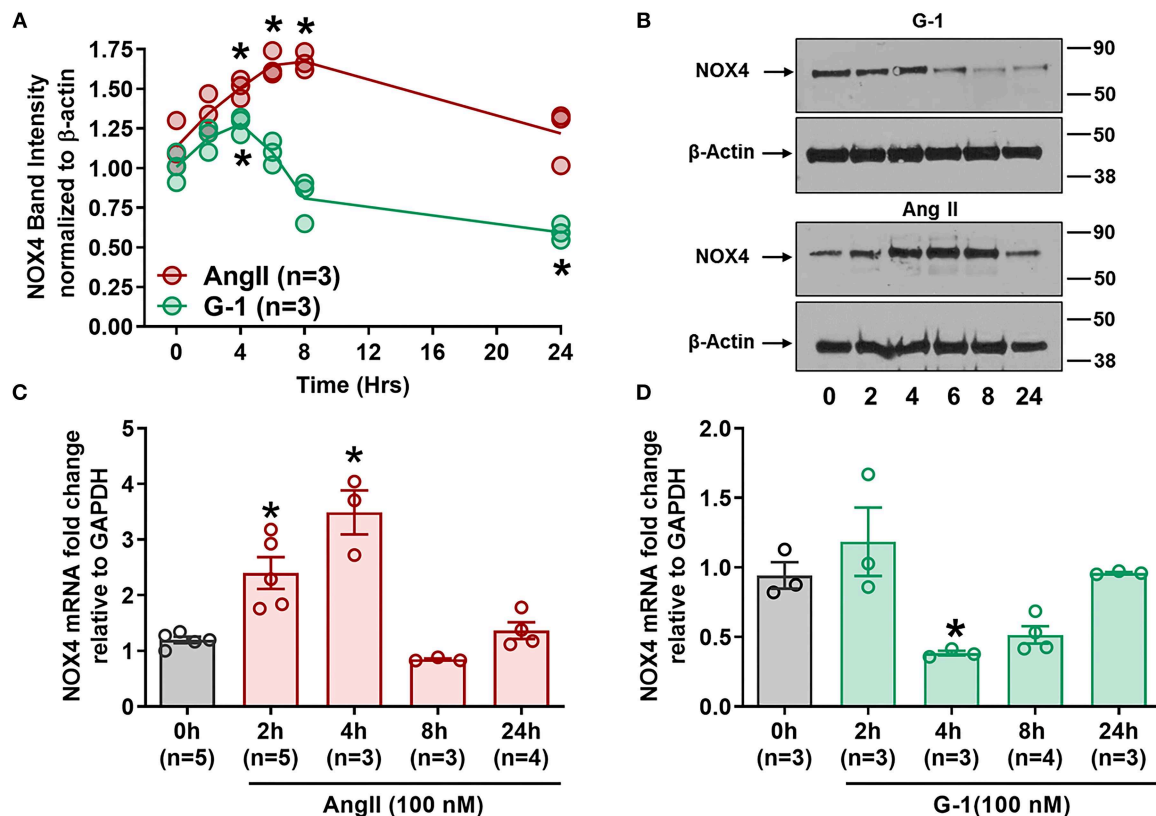 A
NOX4 Band Intensity
normalized to β-actin
1.75
1.50
1.25
1.00
0.75
0.50
0.25
0.00
* * *
*
*
AngII (n=3)
G-1 (n=3)
0 4 8 12 16 20 24
Time (Hrs)
B
G-1
NOX4
90
50
β-Actin
50
38
Ang II
NOX4
90
50
β-Actin
50
38
0 2 4 6 8 24
C
NOX4 mRNA fold change
relative to GAPDH
5
4
3
2
1
0
* *
0h 2h 4h 8h 24h
(n=5) (n=5) (n=3) (n=3) (n=4)
AngII (100 nM)
D
NOX4 mRNA fold change
relative to GAPDH
2.0
1.5
1.0
0.5
0.0
*
0h 2h 4h 8h 24h
(n=3) (n=3) (n=3) (n=4) (n=3)
G-1(100 nM)